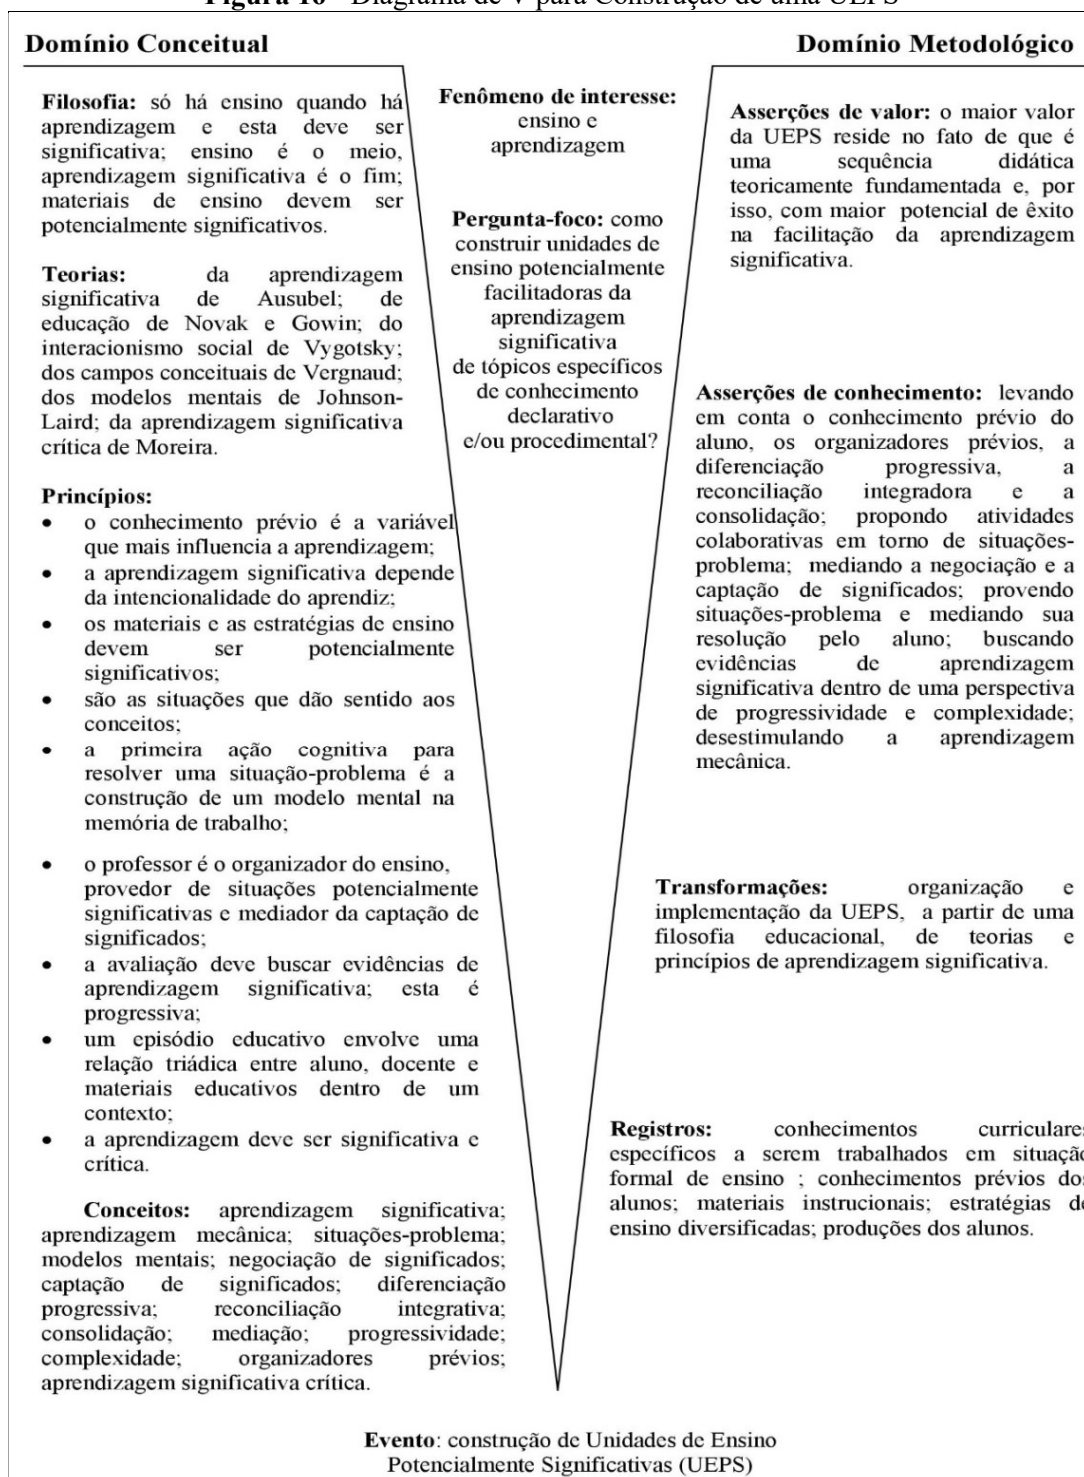 Figura 16 - Diagrama de V para Construção de uma UEPS
Domínio Conceitual
Filosofia: só há ensino quando há
aprendizagem e esta deve ser
significativa; ensino é o meio,
aprendizagem significativa é o fim;
materiais de ensino devem ser
potencialmente significativos.
Teorias: da aprendizagem
significativa de Ausubel; de
educação de Novak e Gowin; do
interacionismo social de Vygotsky;
dos campos conceituais de Vergnaud;
dos modelos mentais de Johnson-
Laird; da aprendizagem significativa
crítica de Moreira.
Princípios:
• o conhecimento prévio é a variável
que mais influencia a aprendizagem;
• a aprendizagem significativa depende
da intencionalidade do aprendiz;
• os materiais e as estratégias de ensino
devem ser potencialmente
significativos;
• são as situações que dão sentido aos
conceitos;
• a primeira ação cognitiva para
resolver uma situação-problema é a
construção de um modelo mental na
memória de trabalho;
• o professor é o organizador do ensino,
provedor de situações potencialmente
significativas e mediador da captação de
significados;
• a avaliação deve buscar evidências de
aprendizagem significativa; esta é
progressiva;
• um episódio educativo envolve uma
relação triádica entre aluno, docente e
materiais educativos dentro de um
contexto;
• a aprendizagem deve ser significativa e
crítica.
Conceitos: aprendizagem significativa;
aprendizagem mecânica; situações-problema;
modelos mentais; negociação de significados;
captação de significados; diferenciação
progressiva; reconciliação integrativa;
consolidação; mediação; progressividade;
complexidade; organizadores prévios;
aprendizagem significativa crítica.
Fenômeno de interesse:
ensino e
aprendizagem
Pergunta-foco: como
construir unidades de
ensino potencialmente
facilitadoras da
aprendizagem
significativa
de tópicos específicos
de conhecimento
declarativo
e/ou procedimental?
Domínio Metodológico
Asserções de valor: o maior valor
da UEPS reside no fato de que é
uma sequência didática
teoricamente fundamentada e, por
isso, com maior potencial de êxito
na facilitação da aprendizagem
significativa.
Asserções de conhecimento: levando
em conta o conhecimento prévio do
aluno, os organizadores prévios, a
diferenciação progressiva, a
reconciliação integradora e a
consolidação; propondo atividades
colaborativas em torno de situações-
problema; mediando a negociação e a
captação de significados; provendo
situações-problema e mediando sua
resolução pelo aluno; buscando
evidências de aprendizagem
significativa dentro de uma perspectiva
de progressividade e complexidade;
desestimulando a aprendizagem
mecânica.
Transformações: organização e
implementação da UEPS, a partir de uma
filosofia educacional, de teorias e
princípios de aprendizagem significativa.
Registros: conhecimentos curriculares
específicos a serem trabalhados em situação
formal de ensino ; conhecimentos prévios dos
alunos; materiais instrucionais; estratégias de
ensino diversificadas; produções dos alunos.
Evento: construção de Unidades de Ensino
Potencialmente Significativas (UEPS)